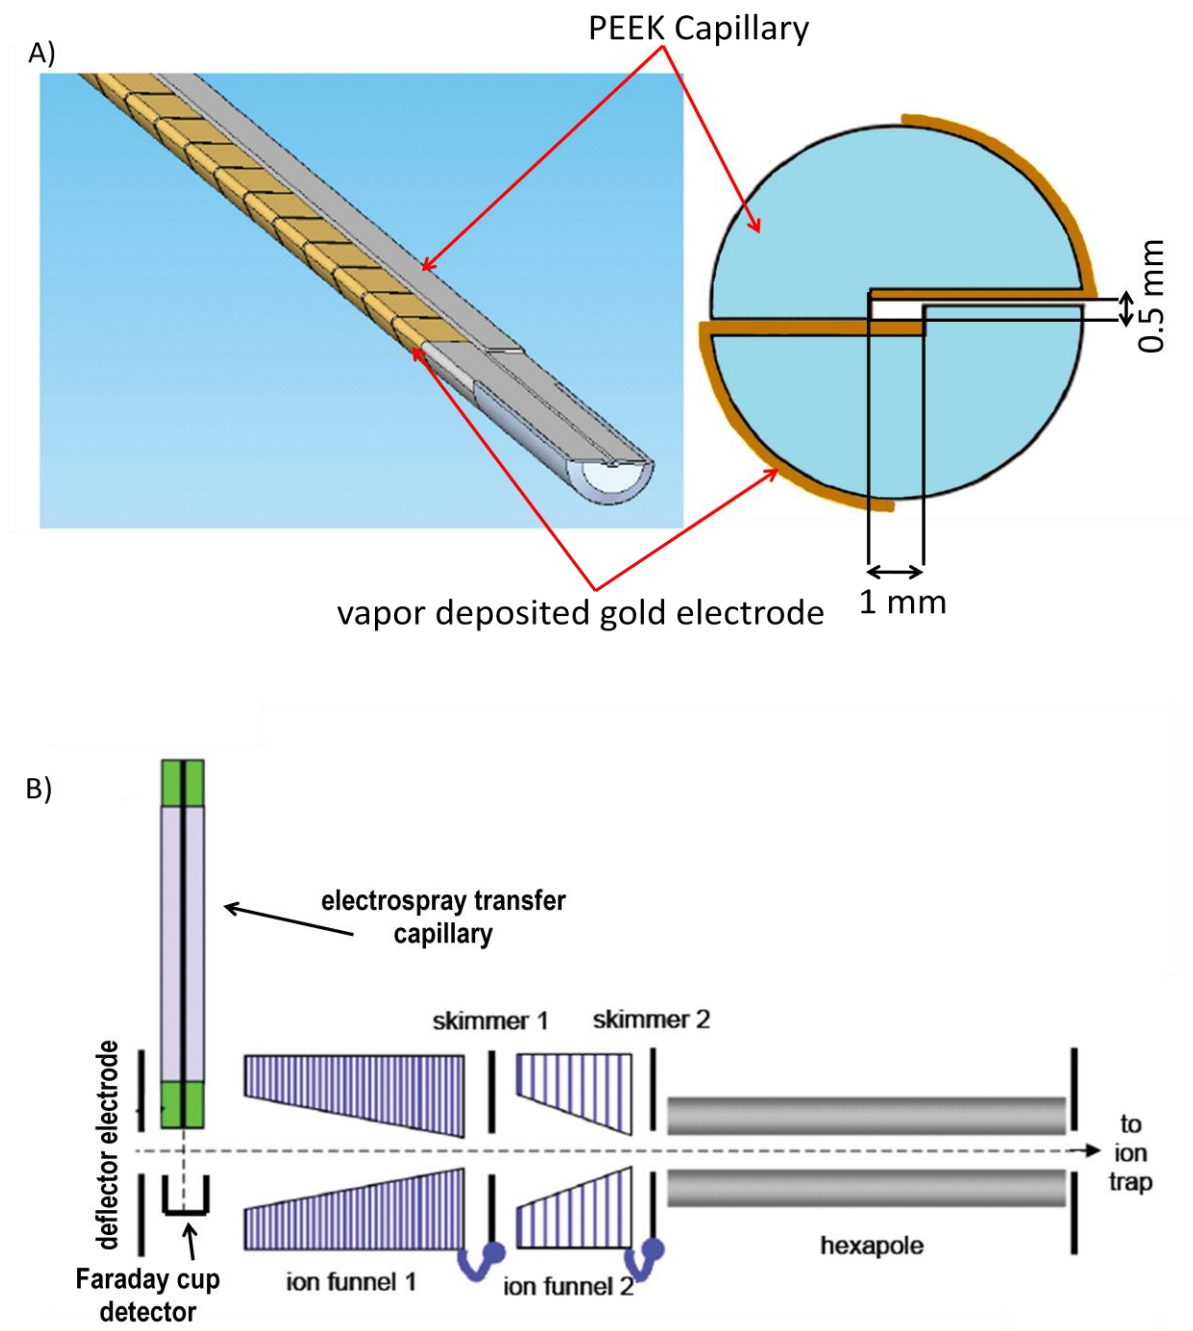 A)
PEEK Capillary
0.5 mm
1 mm
vapor deposited gold electrode
B)
electrospray transfer
capillary
skimmer 1
skimmer 2
deflector electrode
to
ion
trap
hexapole
ion funnel 1
ion funnel 2
Faraday cup
detector